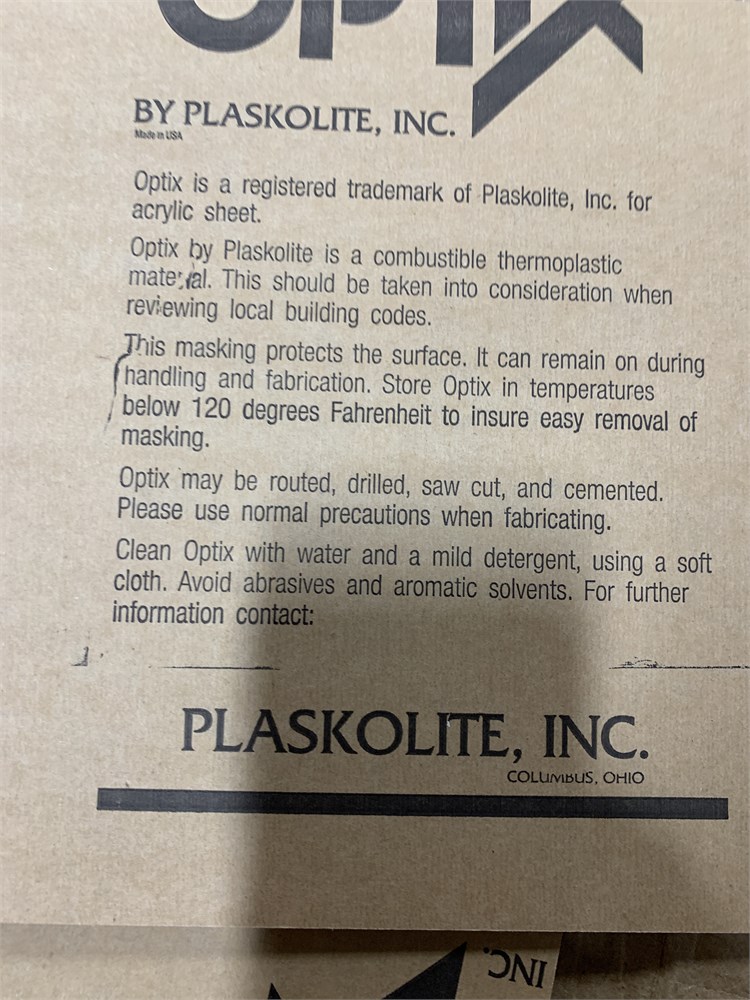 OPTIX
BY PLASKOLITE, INC.
Made in USA
Optix is a registered trademark of Plaskolite, Inc. for
acrylic sheet.
Optix by Plaskolite is a combustible thermoplastic
material. This should be taken into consideration when
reviewing local building codes.
This masking protects the surface. It can remain on during
handling and fabrication. Store Optix in temperatures
below 120 degrees Fahrenheit to insure easy removal of
masking.
Optix may be routed, drilled, saw cut, and cemented.
Please use normal precautions when fabricating.
Clean Optix with water and a mild detergent, using a soft
cloth. Avoid abrasives and aromatic solvents. For further
information contact:
PLASKOLITE, INC.
COLUMBUS, OHIO
INC.